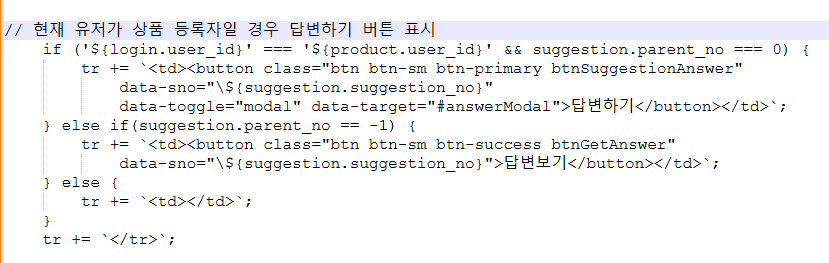 // 현재 유저가 상품 등록자일 경우 답변하기 버튼 표시
if ('${login.user_id}' === '${product.user_id}' && suggestion.parent_no === 0) {
tr += `<td><button class="btn btn-sm btn-primary btnSuggestionAnswer"
data-sno="\${suggestion.suggestion_no}"
data-toggle="modal" data-target="#answerModal">답변하기</button></td>`;
} else if(suggestion.parent_no == -1) {
tr += `<td><button class="btn btn-sm btn-success btnGetAnswer"
data-sno="\${suggestion.suggestion_no}">답변보기</button></td>`;
} else {
tr += `<td></td>`;
}
tr += `</tr>`;